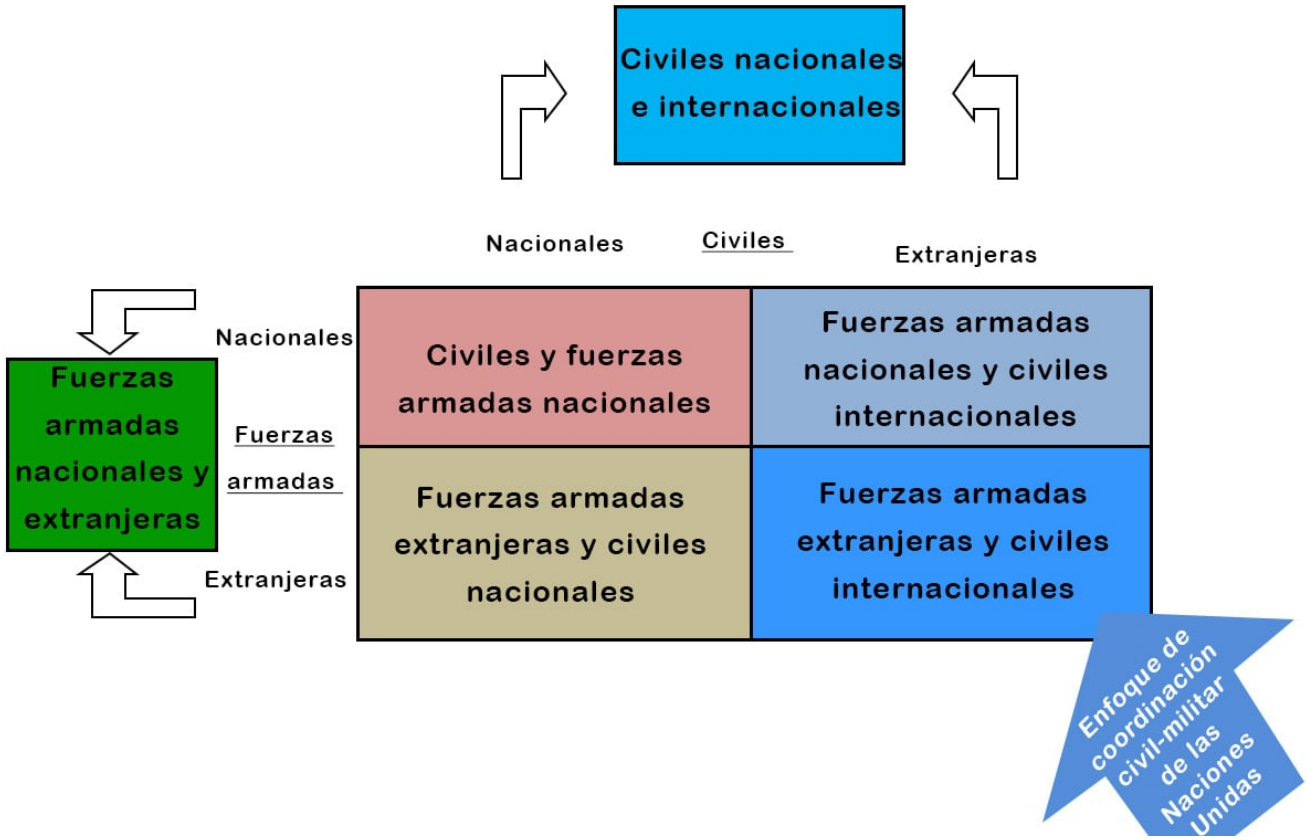 Civiles nacionales
e internacionales
Nacionales
Civiles
Extranjeras
Nacionales
Fuerzas
armadas
Extranjeras
Fuerzas
armadas
nacionales y
extranjeras
Civiles y fuerzas
armadas nacionales
Fuerzas armadas
nacionales y civiles
internacionales
Fuerzas armadas
extranjeras y civiles
nacionales
Fuerzas armadas
extranjeras y civiles
internacionales
Enfoque de
coordinación
civil-militar
de las
Naciones
Unidas